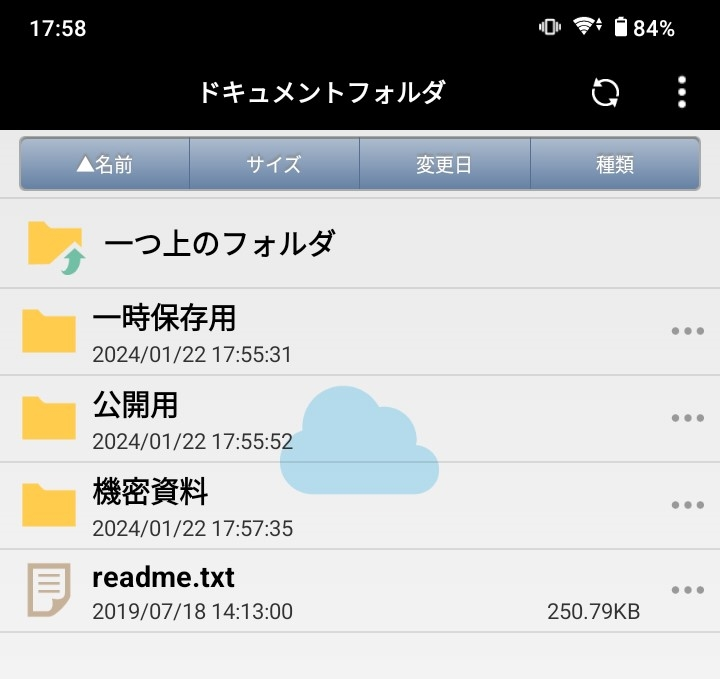 17:58
84%
ドキュメントフォルダ
▲名前 サイズ 変更日 種類
一つ上のフォルダ
一時保存用
2024/01/22 17:55:31
公開用
2024/01/22 17:55:52
機密資料
2024/01/22 17:57:35
readme.txt
2019/07/18 14:13:00 250.79KB